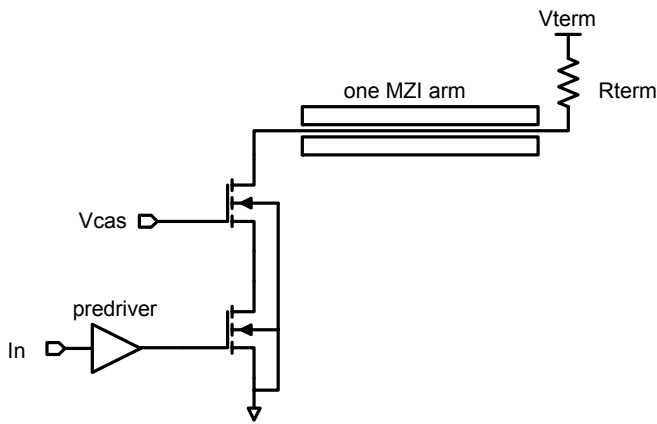 Vterm
one MZI arm
Rterm
Vcas
predriver
In